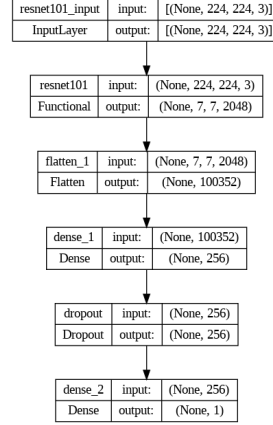 resnet101_input input: [(None, 224, 224, 3)]
InputLayer output: [(None, 224, 224, 3)]
resnet101 input: (None, 224, 224, 3)
Functional output: (None, 7, 7, 2048)
flatten_1 input: (None, 7, 7, 2048)
Flatten output: (None, 100352)
dense_1 input: (None, 100352)
Dense output: (None, 256)
dropout input: (None, 256)
Dropout output: (None, 256)
dense_2 input: (None, 256)
Dense output: (None, 1)